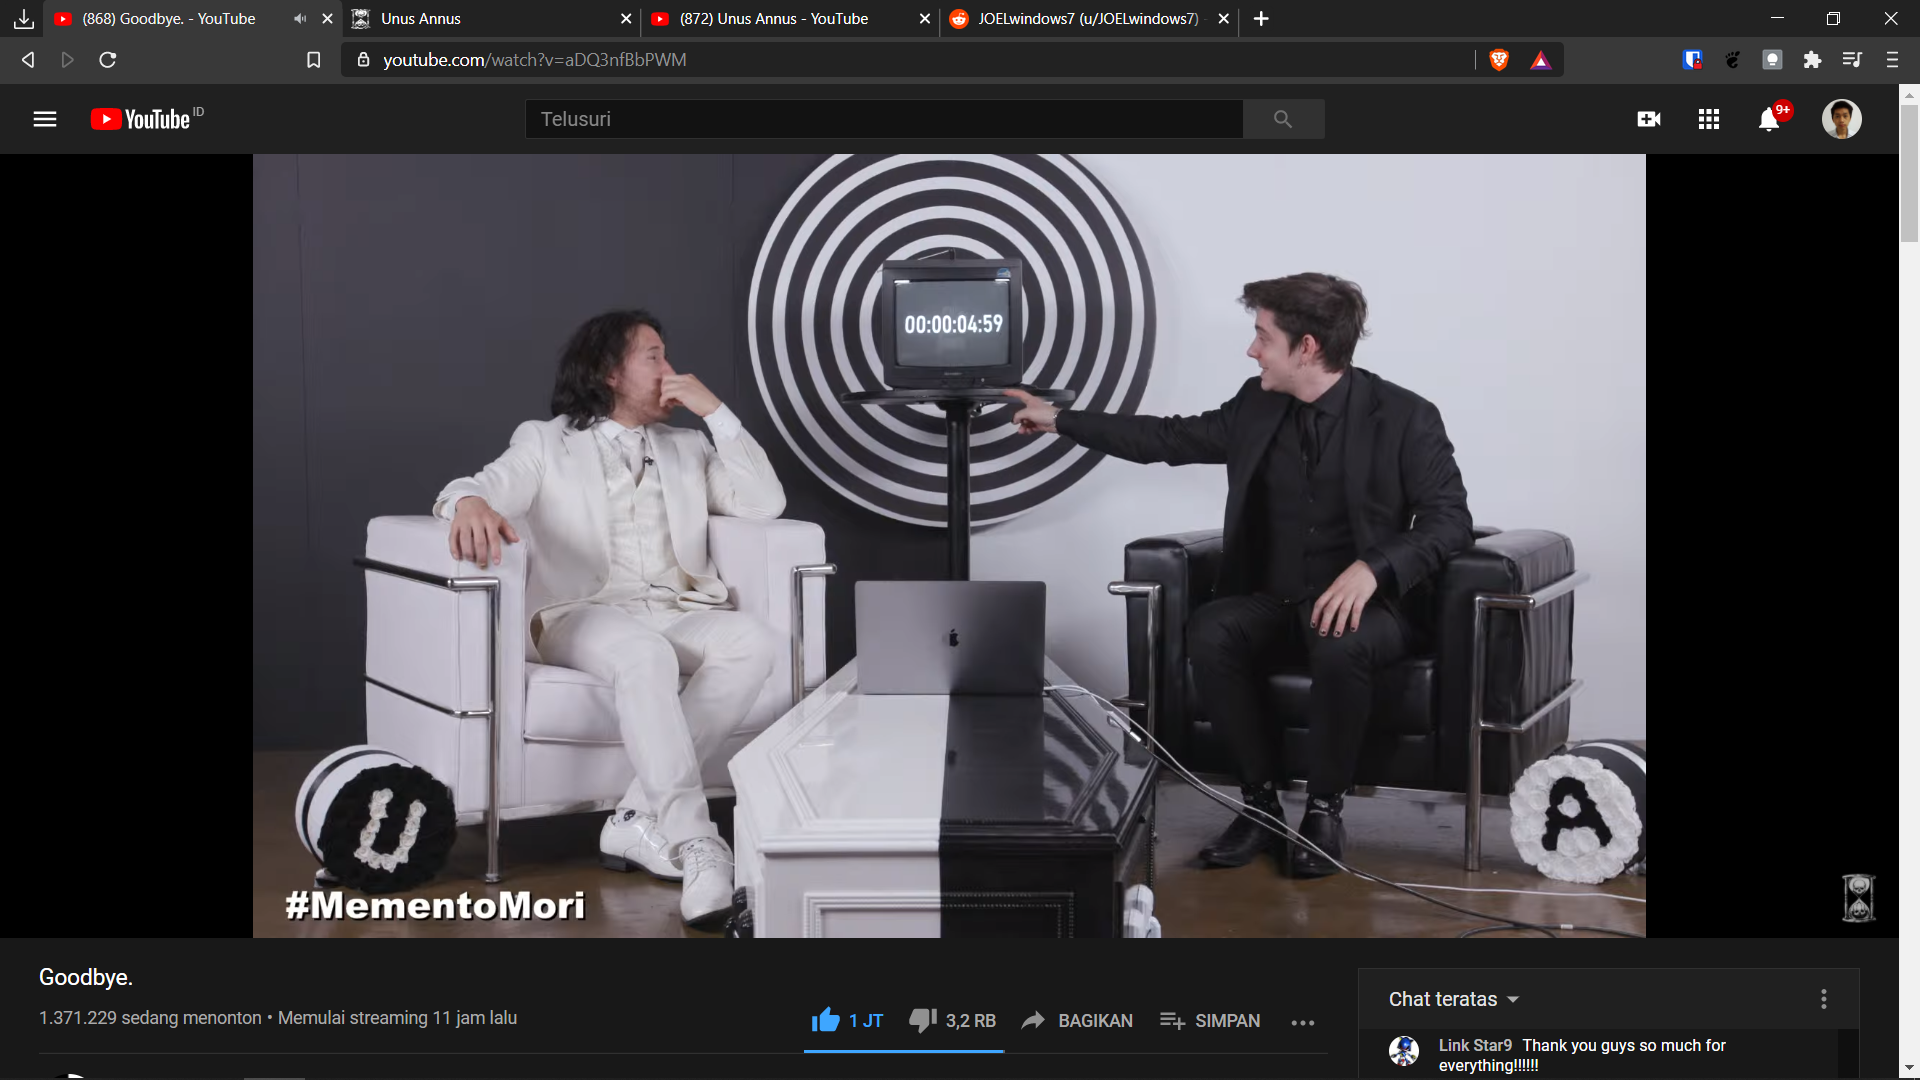 (868) Goodbye. - YouTube
Unus Annus
(872) Unus Annus - YouTube
JOELwindows7 (u/JOELwindows7)
youtube.com/watch?v=aDQ3nfBbPWM
YouTube ID
Telusuri
9+
00:00:04:59
U
A
#MementoMori
Goodbye.
1.371.229 sedang menonton • Memulai streaming 11 jam lalu
1 JT
3,2 RB
BAGIKAN
SIMPAN
Chat teratas
Link Star9 Thank you guys so much for
everything!!!!!!